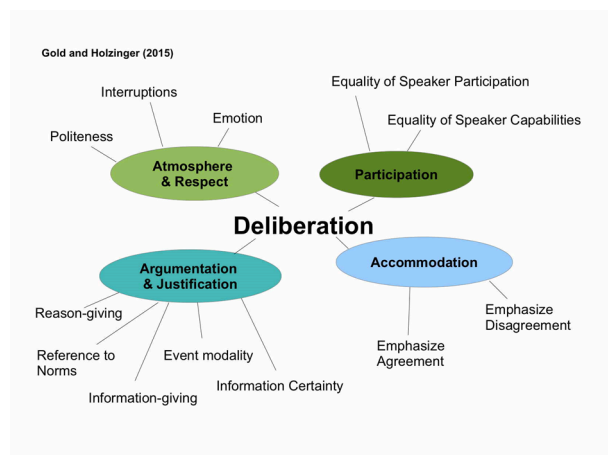 Gold and Holzinger (2015)
Interruptions
Emotion
Politeness
Atmosphere
& Respect
Equality of Speaker Participation
Equality of Speaker Capabilities
Participation
Deliberation
Argumentation
& Justification
Reason-giving
Reference to
Norms
Information-giving
Event modality
Information Certainty
Accommodation
Emphasize
Agreement
Emphasize
Disagreement